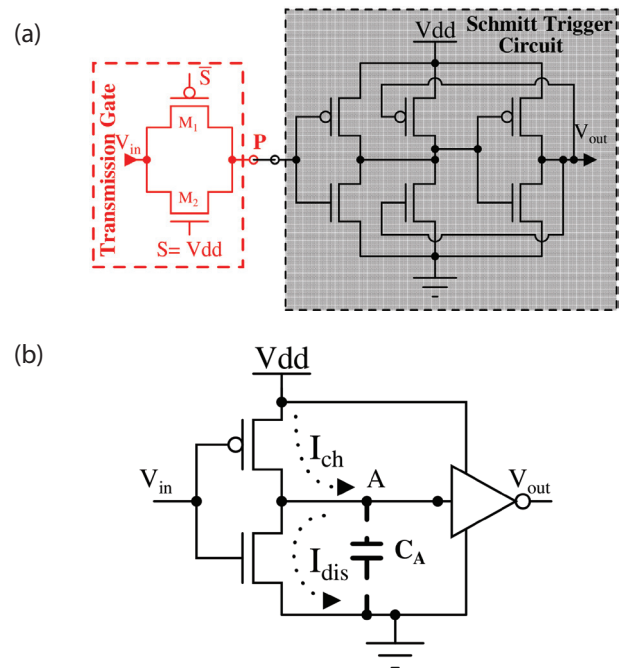 (a)
Transmission Gate
S̅
M1
Vin
P
M2
S= Vdd
Schmitt Trigger
Circuit
Vdd
Vout
(b)
Vdd
Ich
Vin
A
Vout
CA
Idis